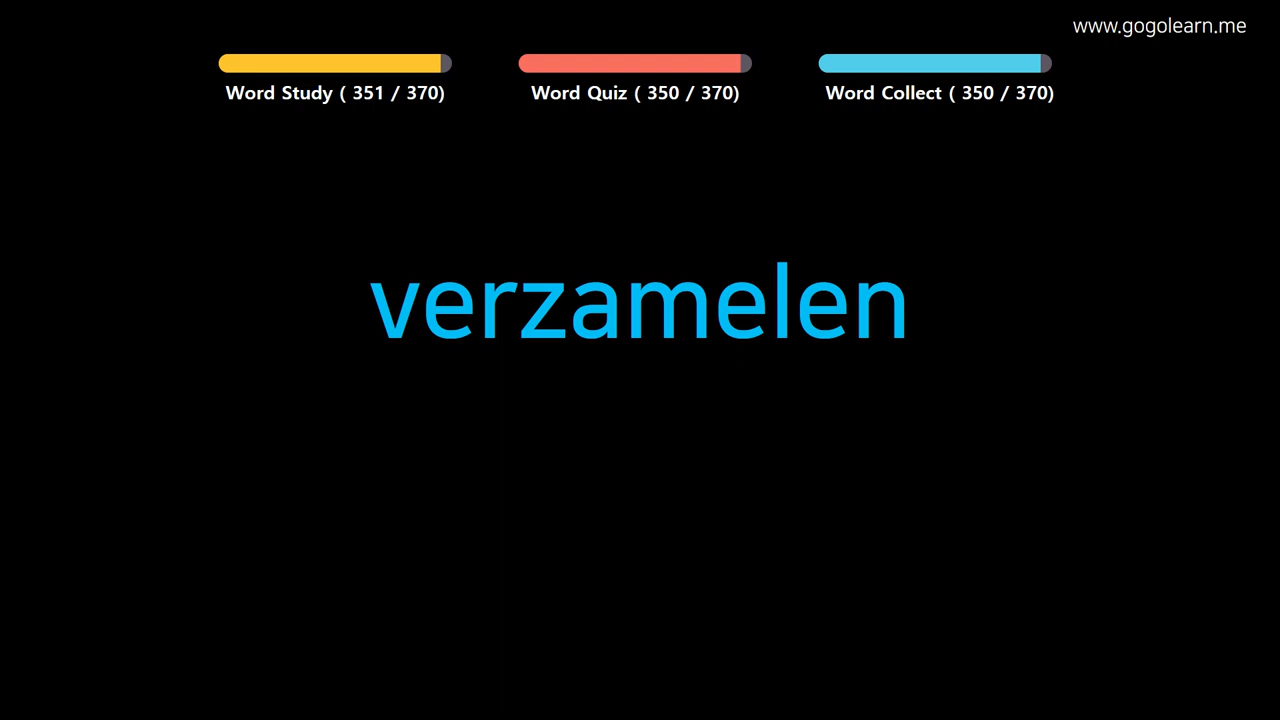 www.gogolearn.me
Word Study ( 351 / 370)
Word Quiz ( 350 / 370)
Word Collect ( 350 / 370)
verzamelen